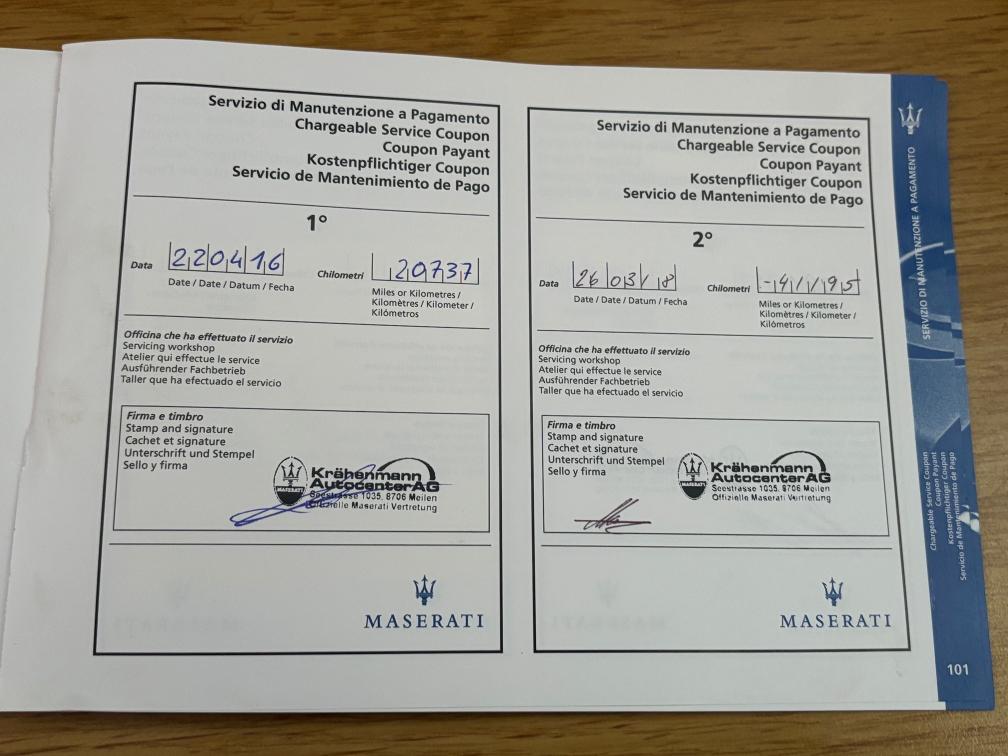 Servizio di Manutenzione a Pagamento
Chargeable Service Coupon
Coupon Payant
Kostenpflichtiger Coupon
Servicio de Mantenimiento de Pago
1°
Data
220416
Date / Date / Datum / Fecha
Chilometri
20737
Miles or Kilometres /
Kilomètres / Kilometer /
Kilómetros
Officina che ha effettuato il servizio
Servicing workshop
Atelier qui effectue le service
Ausführender Fachbetrieb
Taller que ha efectuado el servicio
Firma e timbro
Stamp and signature
Cachet et signature
Unterschrift und Stempel
Sello y firma
MASERATI
Krähenmann
Autocenter AG
Seestrasse 1035, 8706 Meilen
Offizielle Maserati Vertretung
MASERATI
Servizio di Manutenzione a Pagamento
Chargeable Service Coupon
Coupon Payant
Kostenpflichtiger Coupon
Servicio de Mantenimiento de Pago
2°
Data
26 03 18
Date / Date / Datum / Fecha
Chilometri
Miles or Kilometres /
Kilomètres / Kilometer /
Kilómetros
Officina che ha effettuato il servizio
Servicing workshop
Atelier qui effectue le service
Ausführender Fachbetrieb
Taller que ha efectuado el servicio
Firma e timbro
Stamp and signature
Cachet et signature
Unterschrift und Stempel
Sello y firma
MASERATI
Krähenmann
Autocenter AG
Seestrasse 1035, 8706 Meilen
Offizielle Maserati Vertretung
MASERATI
SERVIZIO DI MANUTENZIONE A PAGAMENTO
Chargeable Service Coupon
Coupon Payant
Kostenpflichtiger Coupon
Servicio de Mantenimiento de Pago
101